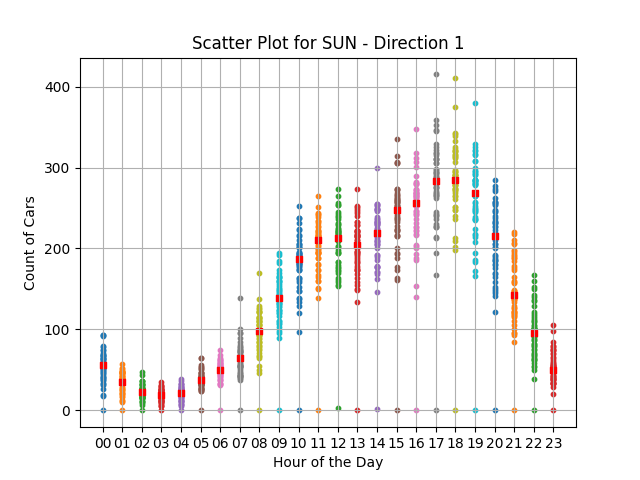 Scatter Plot for SUN - Direction 1
400
300
200
100
0
Count of Cars
00 01 02 03 04 05 06 07 08 09 10 11 12 13 14 15 16 17 18 19 20 21 22 23
Hour of the Day